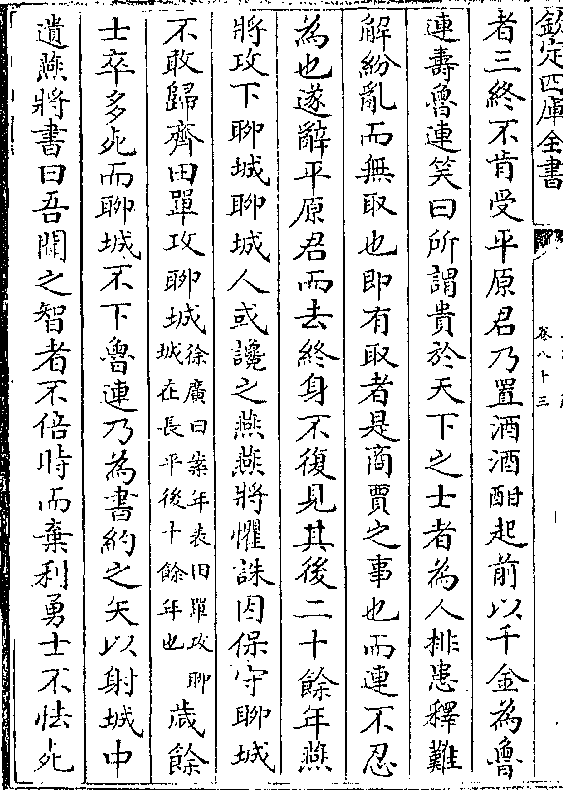 欽定四庫全書
卷八十三
者三終不肯受平原君乃置酒酒酣起前以千金為魯
連壽魯連笑曰所謂貴於天下之士者為人排患釋難
解紛亂而無取也即有取者是商賈之事也而連不忍
為也遂辭平原君而去終身不復見其後二十餘年燕
將攻下聊城聊城人或讒之燕燕將懼誅因保守聊城
不敢歸齊田單攻聊城徐廣曰案年表田單攻聊城在長平後十餘年也歲餘
士卒多死而聊城不下魯連乃為書約之矢以射城中
遺燕將書曰吾聞之智者不倍時而棄利勇士不怯死